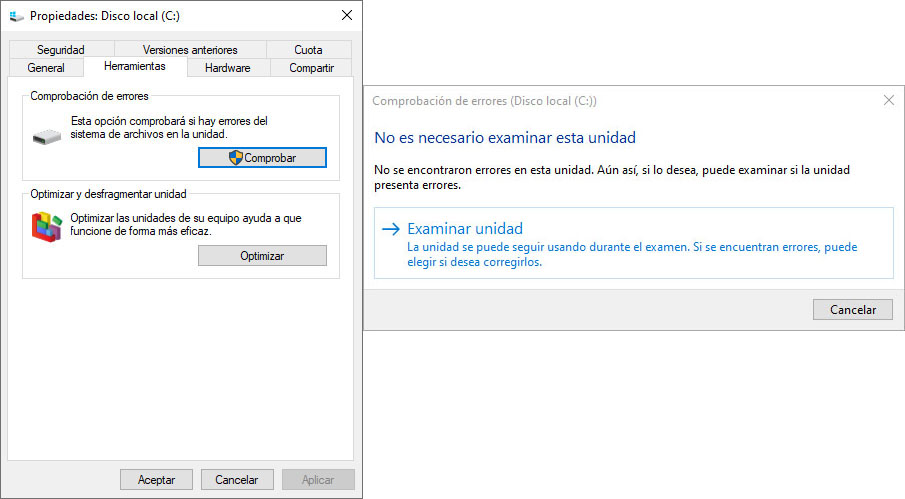 Propiedades: Disco local (C:)
Seguridad
Versiones anteriores
Cuota
General
Herramientas
Hardware
Compartir
Comprobación de errores
Esta opción comprobará si hay errores del
sistema de archivos en la unidad.
Comprobar
Optimizar y desfragmentar unidad
Optimizar las unidades de su equipo ayuda a que
funcione de forma más eficaz.
Optimizar
Aceptar
Cancelar
Aplicar
Comprobación de errores (Disco local (C:))
No es necesario examinar esta unidad
No se encontraron errores en esta unidad. Aún así, si lo desea, puede examinar si la unidad
presenta errores.
Examinar unidad
La unidad se puede seguir usando durante el examen. Si se encuentran errores, puede
elegir si desea corregirlos.
Cancelar